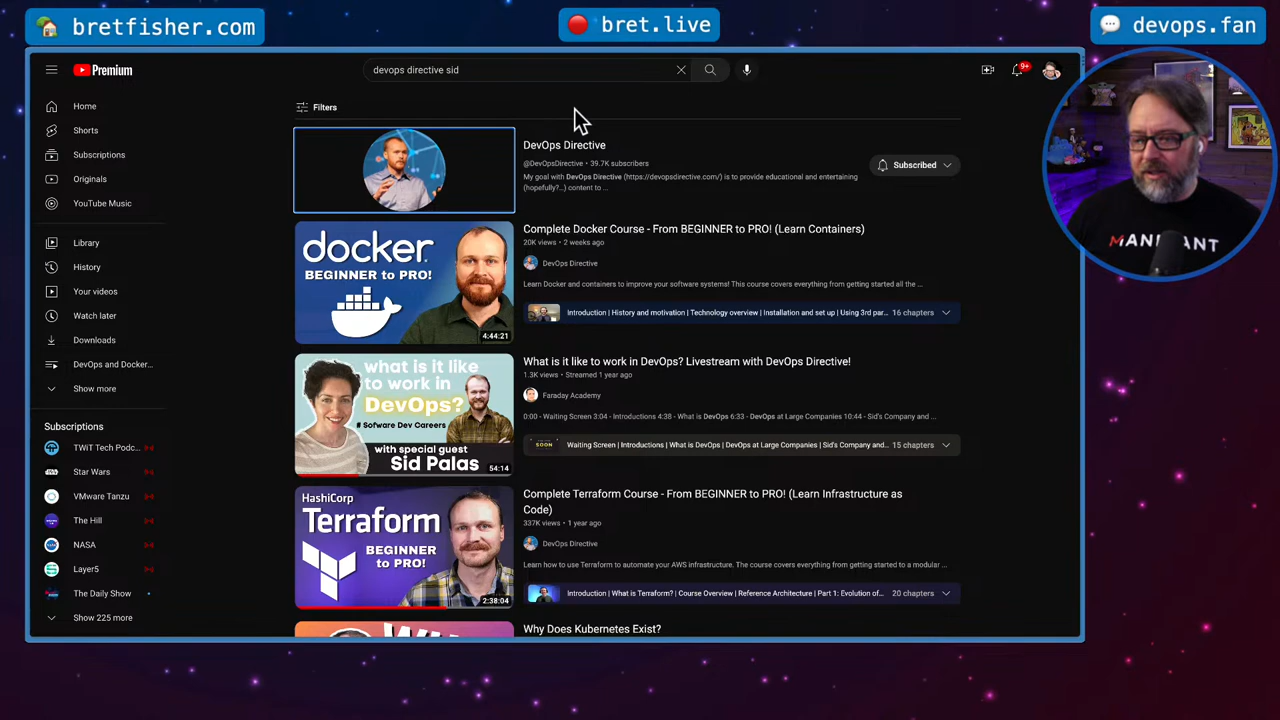 bretfisher.com
bret.live
devops.fan
Premium
devops directive sid
9+
Home
Shorts
Subscriptions
Originals
YouTube Music
Library
History
Your videos
Watch later
Downloads
DevOps and Docker...
Show more
Subscriptions
TWiT Tech Podc...
Star Wars
VMware Tanzu
The Hill
NASA
Layer5
The Daily Show
Show 225 more
Filters
DevOps Directive
@DevOpsDirective • 39.7K subscribers
My goal with DevOps Directive (https://devopsdirective.com/) is to provide educational and entertaining
(hopefully?...) content to ...
Subscribed
docker
BEGINNER to PRO!
4:44:21
Complete Docker Course - From BEGINNER to PRO! (Learn Containers)
20K views • 2 weeks ago
DevOps Directive
Learn Docker and containers to improve your software systems! This course covers everything from getting started all the ...
Introduction | History and motivation | Technology overview | Installation and set up | Using 3rd par...
16 chapters
what is it like
to work in
DevOps?
# Sofware Dev Careers
with special guest
Sid Palas
54:14
What is it like to work in DevOps? Livestream with DevOps Directive!
1.3K views • Streamed 1 year ago
Faraday Academy
0:00 - Waiting Screen 3:04 - Introductions 4:38 - What is DevOps 6:33 - DevOps at Large Companies 10:44 - Sid's Company and...
SOON
Waiting Screen | Introductions | What is DevOps | DevOps at Large Companies | Sid's Company and...
15 chapters
HashiCorp
Terraform
BEGINNER
to PRO!
2:38:04
Complete Terraform Course - From BEGINNER to PRO! (Learn Infrastructure as
Code)
337K views • 1 year ago
DevOps Directive
Learn how to use Terraform to automate your AWS infrastructure. The course covers everything from getting started to a modular ...
Introduction | What is Terraform? | Course Overview | Reference Architecture | Part 1: Evolution of...
20 chapters
Why Does Kubernetes Exist?